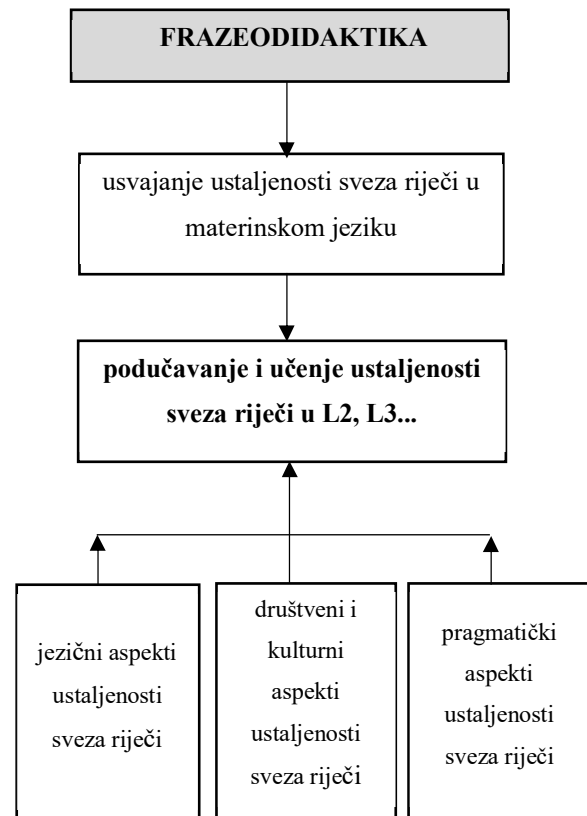 FRAZEODIDAKTIKA
usvajanje ustaljenosti sveza riječi u
materinskom jeziku
podučavanje i učenje ustaljenosti
sveza riječi u L2, L3...
jezični aspekti
ustaljenosti
sveza riječi
društveni i
kulturni
aspekti
ustaljenosti
sveza riječi
pragmatički
aspekti
ustaljenosti
sveza riječi